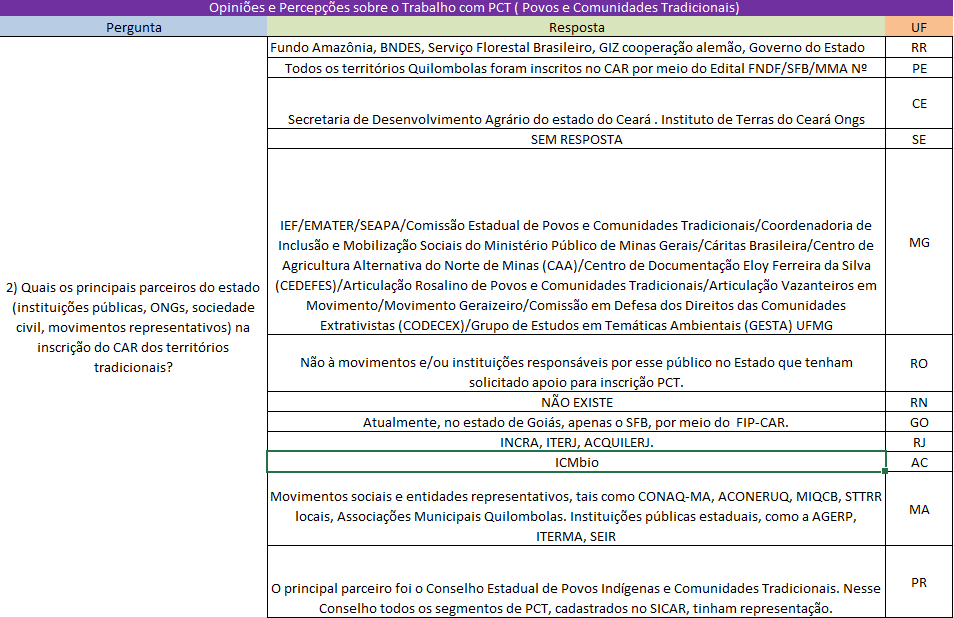 Opiniões e Percepções sobre o Trabalho com PCT ( Povos e Comunidades Tradicionais)
Pergunta
Resposta
UF
2) Quais os principais parceiros do estado
(instituições públicas, ONGs, sociedade
civil, movimentos representativos) na
inscrição do CAR dos territórios
tradicionais?
Fundo Amazônia, BNDES, Serviço Florestal Brasileiro, GIZ cooperação alemão, Governo do Estado
RR
Todos os territórios Quilombolas foram inscritos no CAR por meio do Edital FNDF/SFB/MMA Nº
PE
Secretaria de Desenvolvimento Agrário do estado do Ceará . Instituto de Terras do Ceará Ongs
CE
SEM RESPOSTA
SE
IEF/EMATER/SEAPA/Comissão Estadual de Povos e Comunidades Tradicionais/Coordenadoria de
Inclusão e Mobilização Sociais do Ministério Público de Minas Gerais/Cáritas Brasileira/Centro de
Agricultura Alternativa do Norte de Minas (CAA)/Centro de Documentação Eloy Ferreira da Silva
(CEDEFES)/Articulação Rosalino de Povos e Comunidades Tradicionais/Articulação Vazanteiros em
Movimento/Movimento Geraizeiro/Comissão em Defesa dos Direitos das Comunidades
Extrativistas (CODECEX)/Grupo de Estudos em Temáticas Ambientais (GESTA) UFMG
MG
Não à movimentos e/ou instituições responsáveis por esse público no Estado que tenham
solicitado apoio para inscrição PCT.
RO
NÃO EXISTE
RN
Atualmente, no estado de Goiás, apenas o SFB, por meio do  FIP-CAR.
GO
INCRA, ITERJ, ACQUILERJ.
RJ
ICMbio
AC
Movimentos sociais e entidades representativos, tais como CONAQ-MA, ACONERUQ, MIQCB, STTRR
locais, Associações Municipais Quilombolas. Instituições públicas estaduais, como a AGERP,
ITERMA, SEIR
MA
O principal parceiro foi o Conselho Estadual de Povos Indígenas e Comunidades Tradicionais. Nesse
Conselho todos os segmentos de PCT, cadastrados no SICAR, tinham representação.
PR